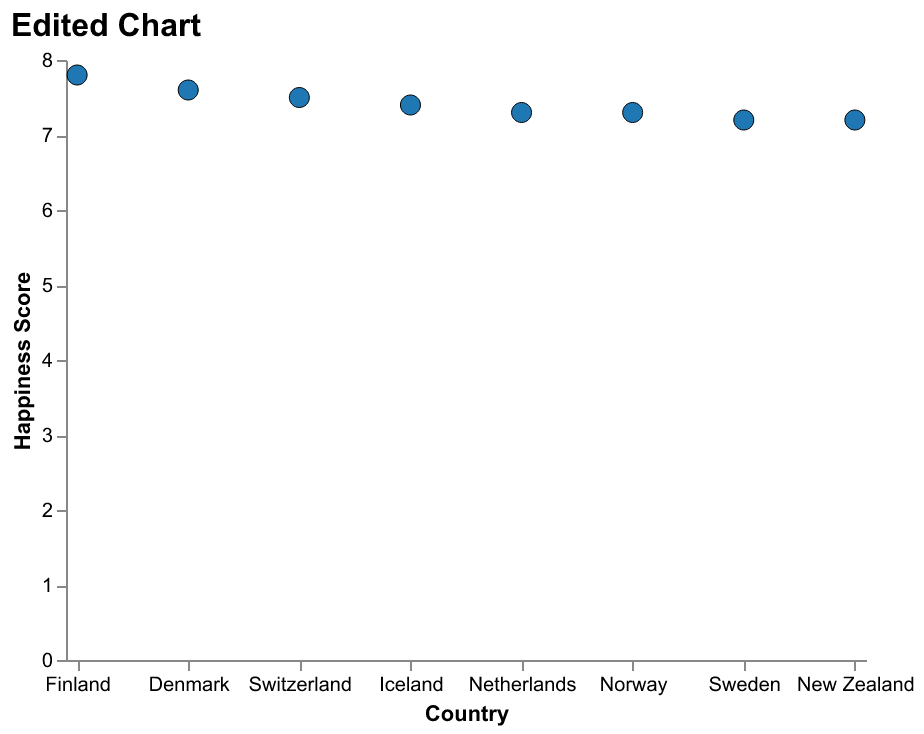 Edited Chart
8
7
6
5
4
3
2
1
0
Happiness Score
Finland Denmark Switzerland Iceland Netherlands Norway Sweden New Zealand
Country